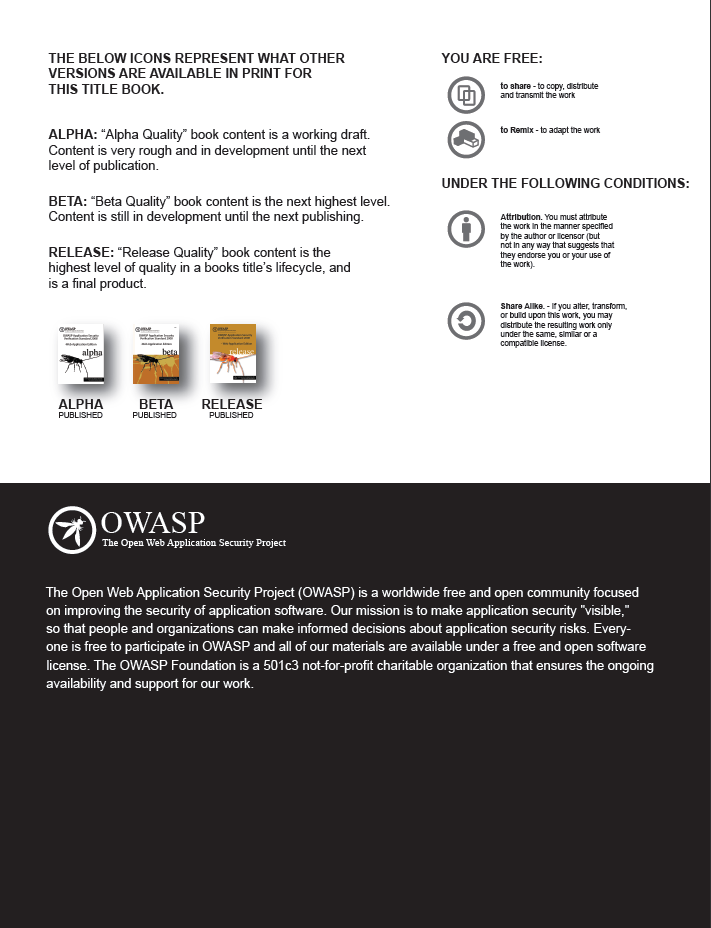 THE BELOW ICONS REPRESENT WHAT OTHER
VERSIONS ARE AVAILABLE IN PRINT FOR
THIS TITLE BOOK.
ALPHA: “Alpha Quality” book content is a working draft.
Content is very rough and in development until the next
level of publication.
BETA: “Beta Quality” book content is the next highest level.
Content is still in development until the next publishing.
RELEASE: “Release Quality” book content is the
highest level of quality in a books title’s lifecycle, and
is a final product.
alpha
beta
release
ALPHA
PUBLISHED
BETA
PUBLISHED
RELEASE
PUBLISHED
YOU ARE FREE:
to share - to copy, distribute
and transmit the work
to Remix - to adapt the work
UNDER THE FOLLOWING CONDITIONS:
Attribution. You must attribute
the work in the manner specified
by the author or licensor (but
not in any way that suggests that
they endorse you or your use of
the work).
Share Alike. - If you alter, transform,
or build upon this work, you may
distribute the resulting work only
under the same, similar or a
compatible license.
OWASP
The Open Web Application Security Project
The Open Web Application Security Project (OWASP) is a worldwide free and open community focused
on improving the security of application software. Our mission is to make application security "visible,"
so that people and organizations can make informed decisions about application security risks. Every-
one is free to participate in OWASP and all of our materials are available under a free and open software
license. The OWASP Foundation is a 501c3 not-for-profit charitable organization that ensures the ongoing
availability and support for our work.